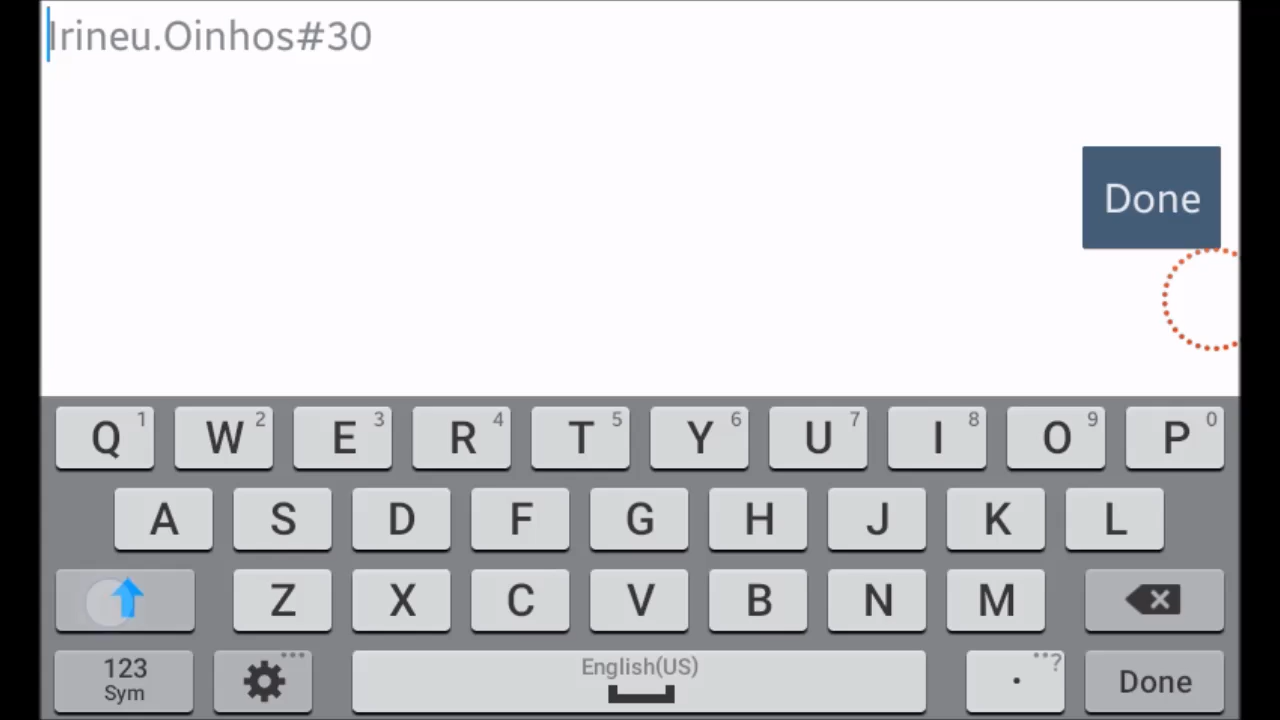 Irineu.Oinhos#30
Done
Q 1 W 2 E 3 R 4 T 5 Y 6 U 7 I 8 O 9 P 0
A S D F G H J K L
Z X C V B N M
123 Sym English(US) . ? Done